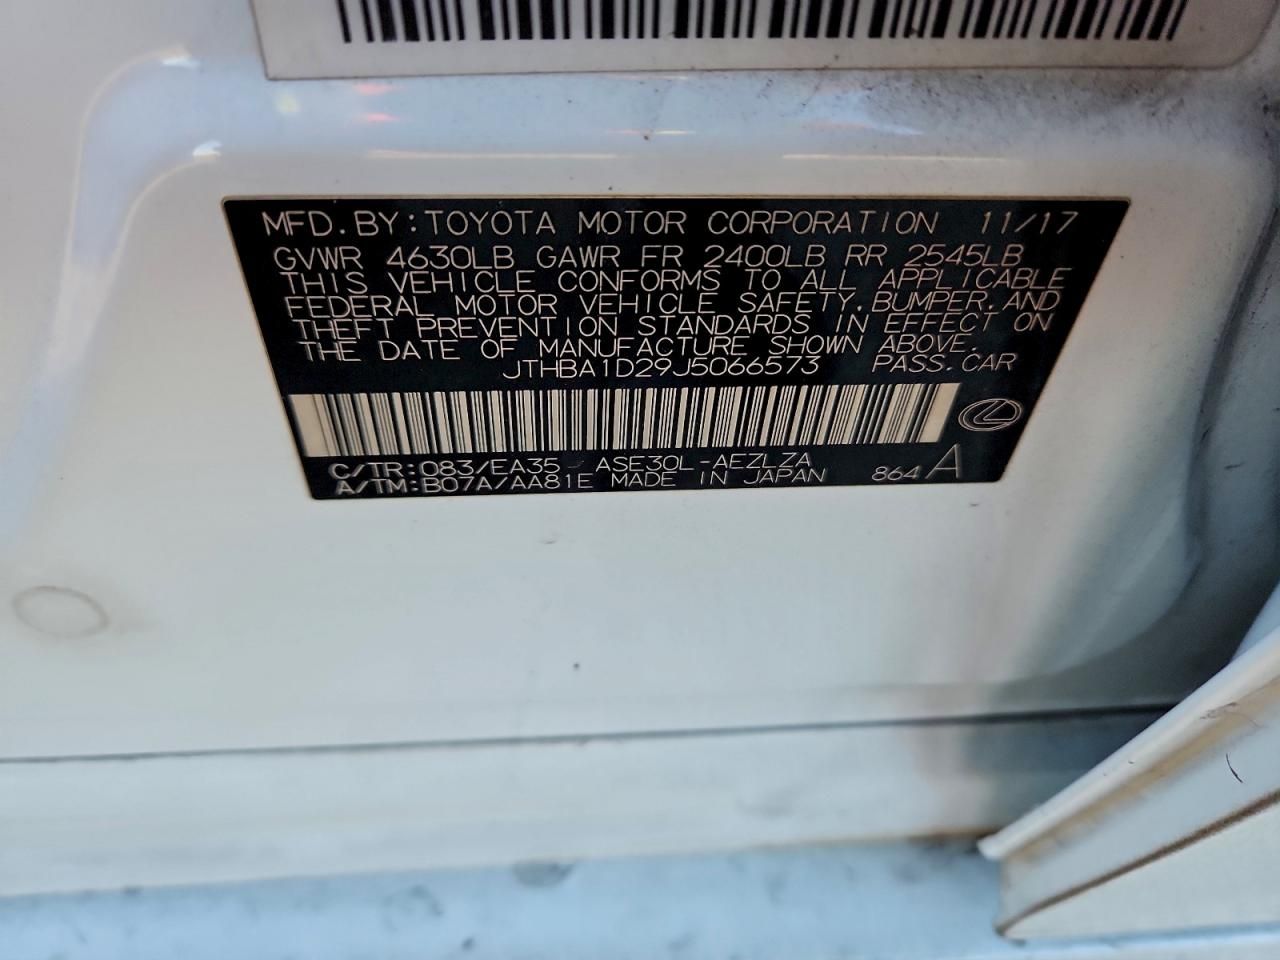 MFD. BY: TOYOTA MOTOR CORPORATION 11/17
GVWR 4630LB GAWR FR 2400LB RR 2545LB
THIS VEHICLE CONFORMS TO ALL APPLICABLE
FEDERAL MOTOR VEHICLE SAFETY, BUMPER, AND
THEFT PREVENTION STANDARDS IN EFFECT ON
THE DATE OF MANUFACTURE SHOWN ABOVE.
JTHBA1D29J5066573 PASS. CAR
C/TR: 083/EA35 ASE30L-AEZLZA
A/TM: B07A/AA81E MADE IN JAPAN 864 A